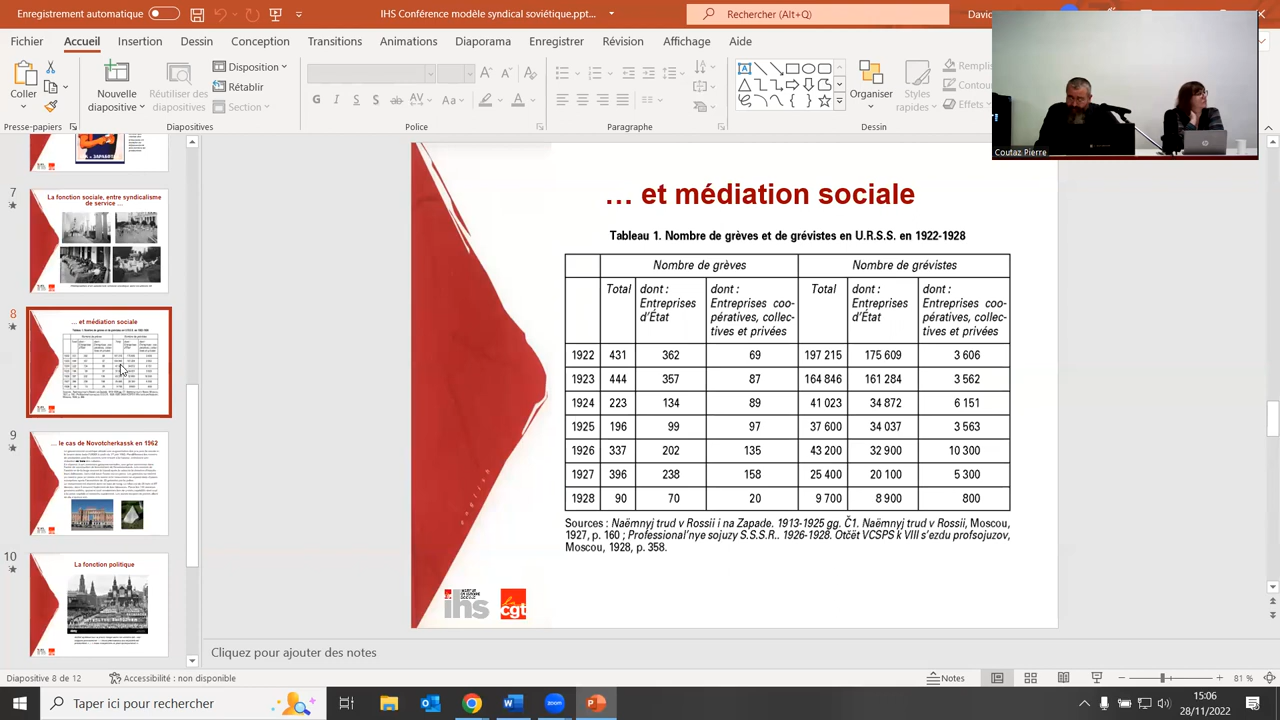 Enregistrement automatique
Rechercher (Alt+Q)
Davic
Fichier Accueil Insertion Dessin Conception Transitions Animations Diaporama Enregistrer Révision Affichage Aide
Coller
Nouvelle diapositive
Réutiliser des diapositives
Disposition
Rétablir
Section
Organiser
Styles rapides
Remplis
Contou
Effets
Presse-papiers Diapositives Police Paragraphe Dessin
Coutaz Pierre
7
La fonction sociale, entre syndicalisme
de service ...
8
... et médiation sociale
9
... le cas de Novotcherkassk en 1962
10
La fonction politique
... et médiation sociale
Tableau 1. Nombre de grèves et de grévistes en U.R.S.S. en 1922-1928
Nombre de grèves Nombre de grévistes
Total dont : Entreprises d'État dont : Entreprises coo-pératives, collec-tives et privées Total dont : Entreprises d'État dont : Entreprises coo-pératives, collec-tives et privées
1922 431 362 69 197 215 175 609 3 606
1923 444 357 87 164 846 161 284 3 562
1924 223 134 89 41 023 34 872 6 151
1925 196 99 97 37 600 34 037 3 563
1926 337 202 135 43 200 32 900 10 300
1927 396 238 158 25 400 20 100 5 300
1928 90 70 20 9 700 8 900 800
Sources : Naëmnyj trud v Rossii i na Zapade. 1913-1925 gg. Č1. Naëmnyj trud v Rossii, Moscou,
1927, p. 160 ; Professional'nye sojuzy S.S.S.R.. 1926-1928. Otčët VCSPS k VIII s'ezdu profsojuzov,
Moscou, 1928, p. 358.
ihs la cgt
Cliquez pour ajouter des notes
Diapositive 8 de 12 Accessibilité : non disponible Notes 81 %
Taper ici pour rechercher
15:06
28/11/2022